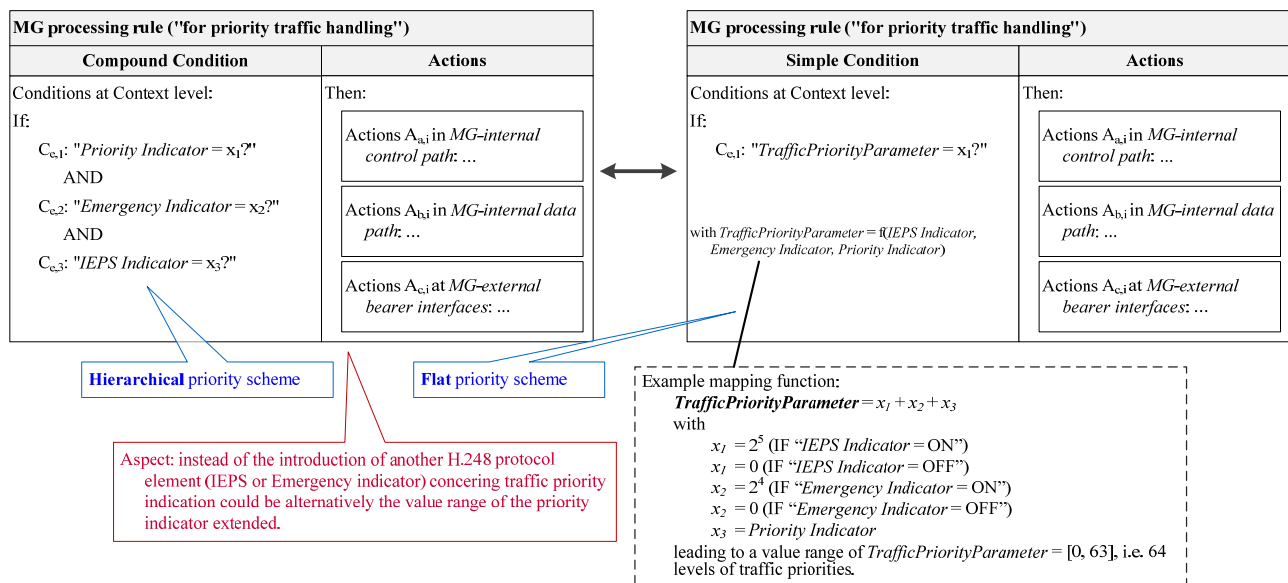 MG processing rule ("for priority traffic handling")
Compound Condition
Actions
Conditions at Context level:
If:
Ce,1: "Priority Indicator = x1?"
AND
Ce,2: "Emergency Indicator = x2?"
AND
Ce,3: "IEPS Indicator = x3?"
Then:
Actions Aa,i in MG-internal
control path: …
Actions Ab,i in MG-internal data
path: …
Actions Ac,i at MG-external
bearer interfaces: …
MG processing rule ("for priority traffic handling")
Simple Condition
Actions
Conditions at Context level:
If:
Ce,1: "TrafficPriorityParameter = x1?"
with TrafficPriorityParameter = f(IEPS Indicator,
Emergency Indicator, Priority Indicator)
Then:
Actions Aa,i in MG-internal
control path: …
Actions Ab,i in MG-internal data
path: …
Actions Ac,i at MG-external
bearer interfaces: …
Hierarchical priority scheme
Flat priority scheme
Aspect: instead of the introduction of another H.248 protocol
element (IEPS or Emergency indicator) concering traffic priority
indication could be alternatively the value range of the priority
indicator extended.
Example mapping function:
TrafficPriorityParameter = x1 + x2 + x3
with
x1 = 2^5 (IF “IEPS Indicator = ON”)
x1 = 0 (IF “IEPS Indicator = OFF”)
x2 = 2^4 (IF “Emergency Indicator = ON”)
x2 = 0 (IF “Emergency Indicator = OFF”)
x3 = Priority Indicator
leading to a value range of TrafficPriorityParameter = [0, 63], i.e. 64
levels of traffic priorities.